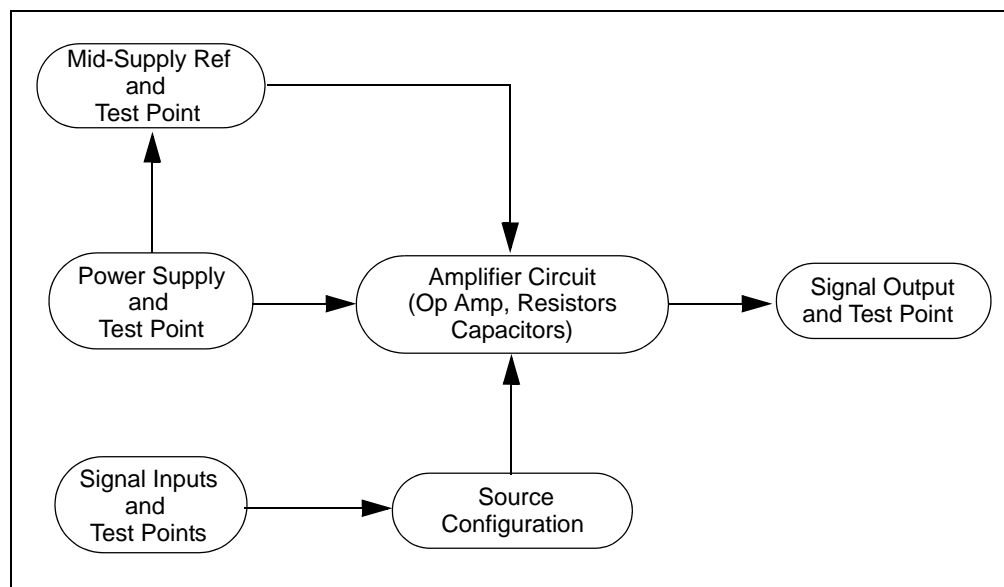 Mid-Supply Ref
and
Test Point
Power Supply
and
Test Point
Amplifier Circuit
(Op Amp, Resistors
Capacitors)
Signal Output
and Test Point
Signal Inputs
and
Test Points
Source
Configuration